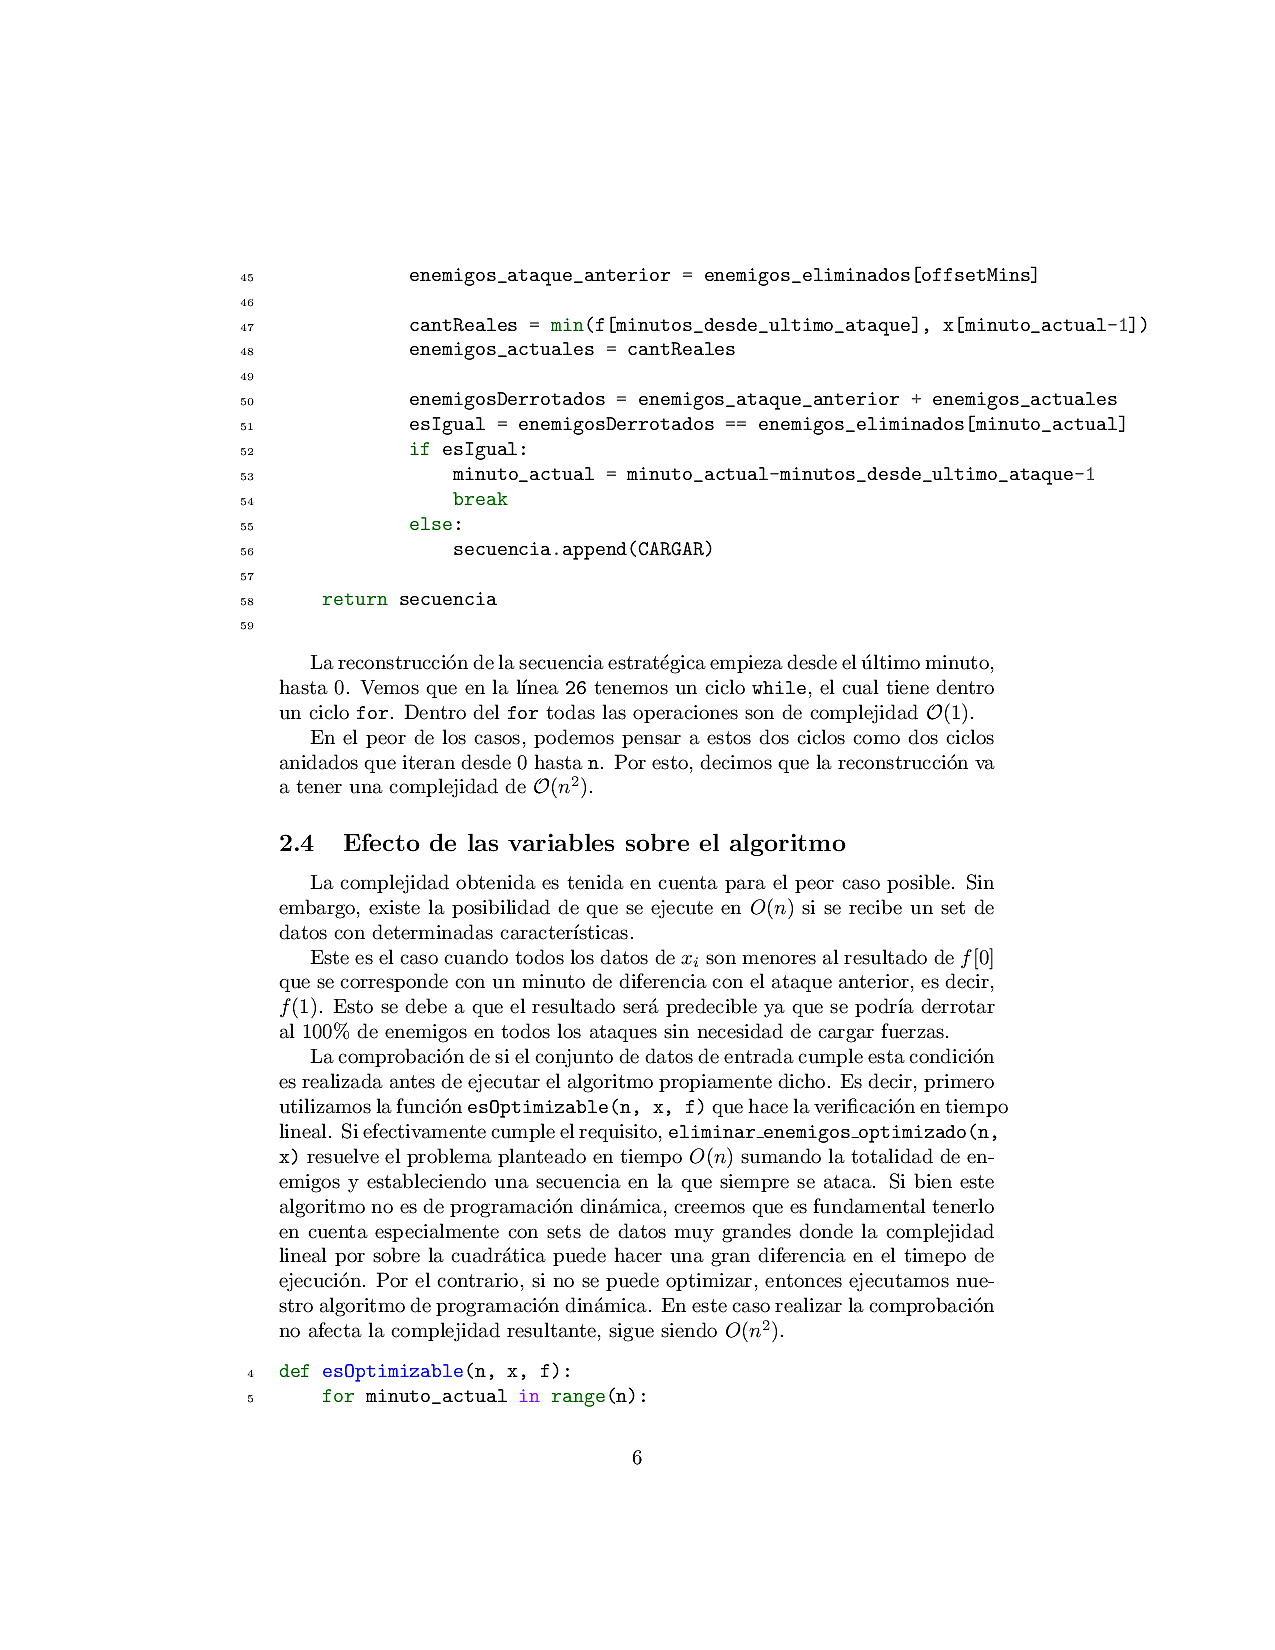 45 enemigos_ataque_anterior = enemigos_eliminados[offsetMins]
46
47 cantReales = min(f[minutos_desde_ultimo_ataque], x[minuto_actual-1])
48 enemigos_actuales = cantReales
49
50 enemigosDerrotados = enemigos_ataque_anterior + enemigos_actuales
51 esIgual = enemigosDerrotados == enemigos_eliminados[minuto_actual]
52 if esIgual:
53 minuto_actual = minuto_actual-minutos_desde_ultimo_ataque-1
54 break
55 else:
56 secuencia.append(CARGAR)
57
58 return secuencia
59
La reconstrucción de la secuencia estratégica empieza desde el último minuto,
hasta 0. Vemos que en la línea 26 tenemos un ciclo while, el cual tiene dentro
un ciclo for. Dentro del for todas las operaciones son de complejidad O(1).
En el peor de los casos, podemos pensar a estos dos ciclos como dos ciclos
anidados que iteran desde 0 hasta n. Por esto, decimos que la reconstrucción va
a tener una complejidad de O(n²).
2.4 Efecto de las variables sobre el algoritmo
La complejidad obtenida es tenida en cuenta para el peor caso posible. Sin
embargo, existe la posibilidad de que se ejecute en O(n) si se recibe un set de
datos con determinadas características.
Este es el caso cuando todos los datos de xᵢ son menores al resultado de f[0]
que se corresponde con un minuto de diferencia con el ataque anterior, es decir,
f(1). Esto se debe a que el resultado será predecible ya que se podría derrotar
al 100% de enemigos en todos los ataques sin necesidad de cargar fuerzas.
La comprobación de si el conjunto de datos de entrada cumple esta condición
es realizada antes de ejecutar el algoritmo propiamente dicho. Es decir, primero
utilizamos la función esOptimizable(n, x, f) que hace la verificación en tiempo
lineal. Si efectivamente cumple el requisito, eliminar_enemigos_optimizado(n,
x) resuelve el problema planteado en tiempo O(n) sumando la totalidad de en-
emigos y estableciendo una secuencia en la que siempre se ataca. Si bien este
algoritmo no es de programación dinámica, creemos que es fundamental tenerlo
en cuenta especialmente con sets de datos muy grandes donde la complejidad
lineal por sobre la cuadrática puede hacer una gran diferencia en el timepo de
ejecución. Por el contrario, si no se puede optimizar, entonces ejecutamos nue-
stro algoritmo de programación dinámica. En este caso realizar la comprobación
no afecta la complejidad resultante, sigue siendo O(n²).
4 def esOptimizable(n, x, f):
5 for minuto_actual in range(n):
6